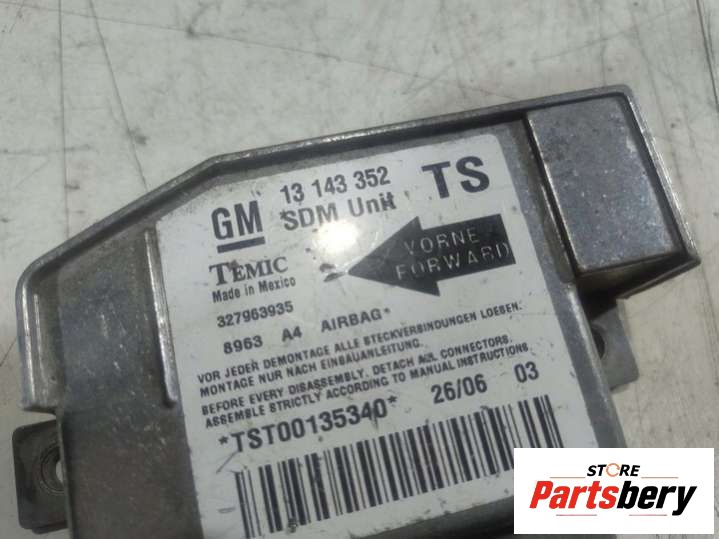 13 143 352 TS
GM *SDM Unit
VORNE
FORWARD
TEMIC
Made in Mexico
327963935
8963 A4 AIRBAG*
VOR JEDER DEMONTAGE ALLE STECKVERBINDUNGEN LOESEN.
MONTAGE NUR NACH EINBAUANLEITUNG.
BEFORE EVERY DISASSEMBLY, DETACH ALL CONNECTORS.
ASSEMBLE STRICTLY ACCORDING TO MANUAL INSTRUCTIONS.
*TST00135340* 26/06 03
STORE
Partsbery